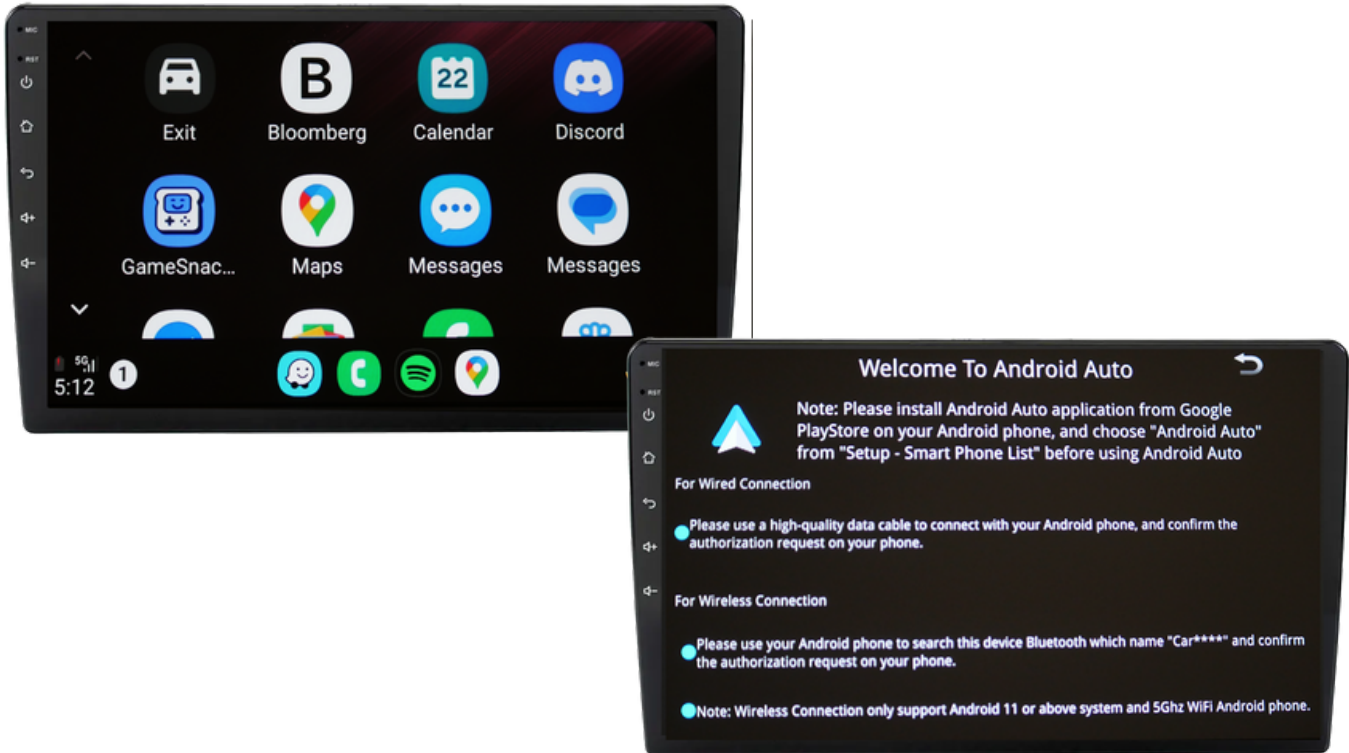 MIC
RST
Exit
B
Bloomberg
22
Calendar
Discord
GameSnac...
Maps
Messages
Messages
5G
5:12
1
MIC
RST
Welcome To Android Auto
Note: Please install Android Auto application from Google
PlayStore on your Android phone, and choose "Android Auto"
from "Setup - Smart Phone List" before using Android Auto
For Wired Connection
Please use a high-quality data cable to connect with your Android phone, and confirm the
authorization request on your phone.
For Wireless Connection
Please use your Android phone to search this device Bluetooth which name "Car****" and confirm
the authorization request on your phone.
Note: Wireless Connection only support Android 11 or above system and 5Ghz WiFi Android phone.